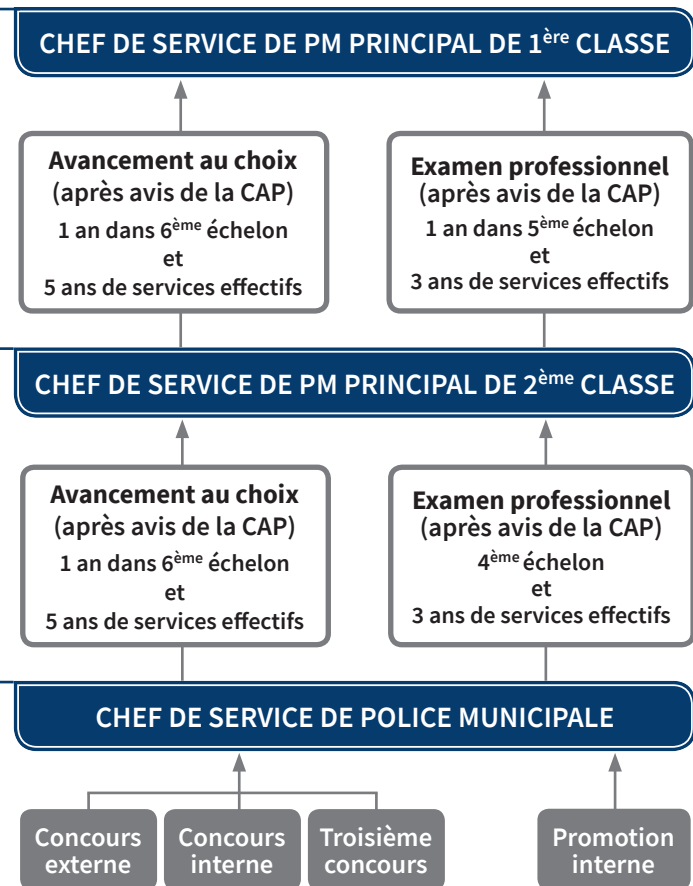 CHEF DE SERVICE DE PM PRINCIPAL DE 1ère CLASSE
Avancement au choix
(après avis de la CAP)
1 an dans 6ème échelon
et
5 ans de services effectifs
Examen professionnel
(après avis de la CAP)
1 an dans 5ème échelon
et
3 ans de services effectifs
CHEF DE SERVICE DE PM PRINCIPAL DE 2ème CLASSE
Avancement au choix
(après avis de la CAP)
1 an dans 6ème échelon
et
5 ans de services effectifs
Examen professionnel
(après avis de la CAP)
4ème échelon
et
3 ans de services effectifs
CHEF DE SERVICE DE POLICE MUNICIPALE
Concours
externe
Concours
interne
Troisième
concours
Promotion
interne